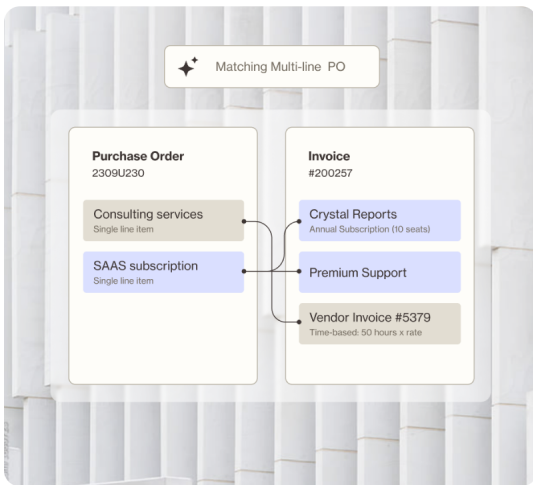 Matching Multi-line PO
Purchase Order
2309U230
Consulting services
Single line item
SAAS subscription
Single line item
Invoice
#200257
Crystal Reports
Annual Subscription (10 seats)
Premium Support
Vendor Invoice #5379
Time-based: 50 hours x rate